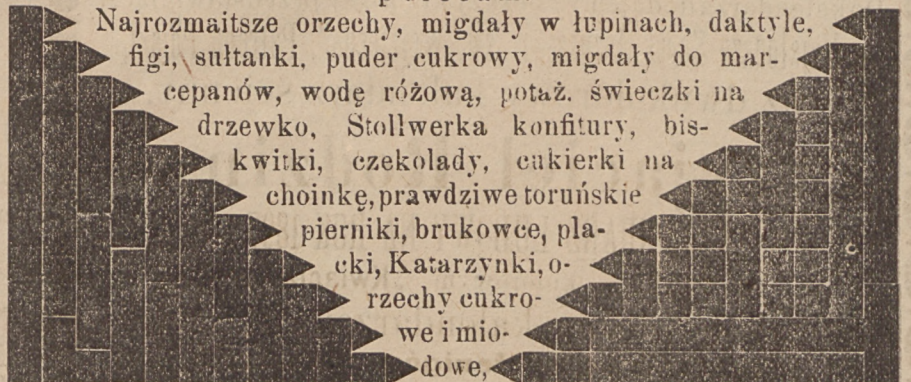 Najrozmaitsze orzechy, migdały w łupinach, daktyle,
figi, sułtanki, puder cukrowy, migdały do mar-
cepanów, wodę różową, potaż. świeczki na
drzewko, Stollwerka konfitury, bis-
kwitki, czekolady, cukierki na
choinkę, prawdziwe toruńskie
pierniki, brukowce, pla-
cki, Katarzynki, o-
rzechy cukro-
we i mio-
dowe,